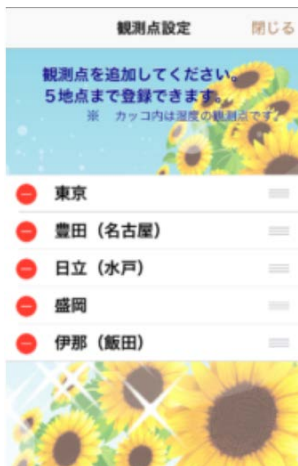 観測点設定 閉じる
観測点を追加してください。
5地点まで登録できます。
※ カッコ内は湿度の観測点です。
東京
豊田（名古屋）
日立（水戸）
盛岡
伊那（飯田）